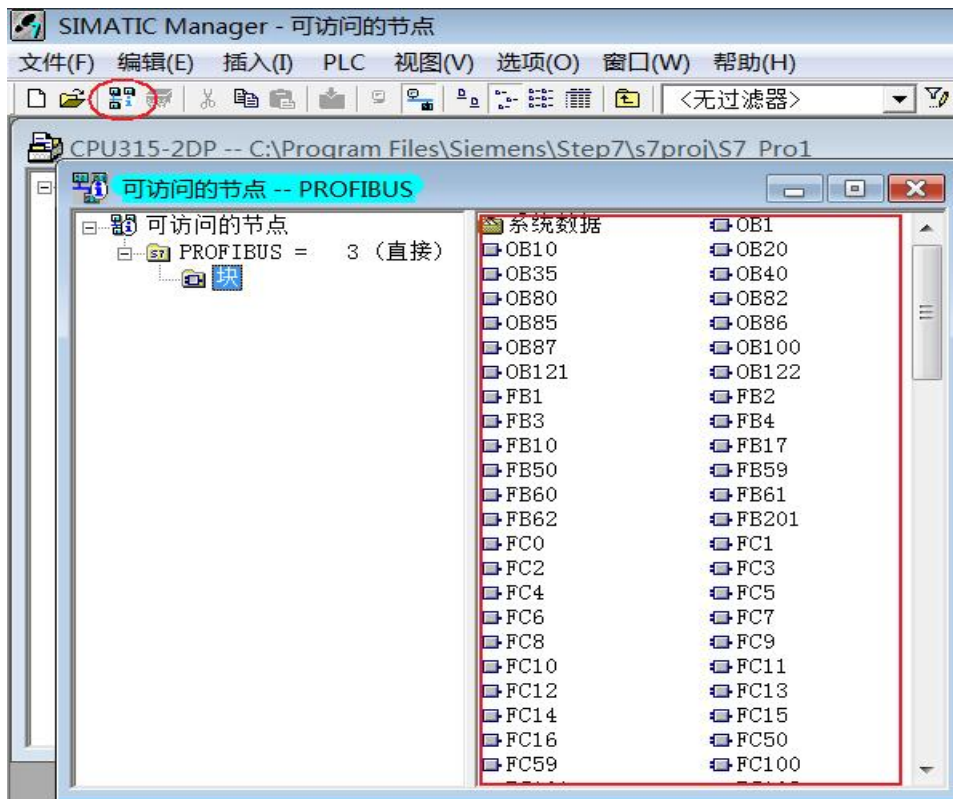 SIMATIC Manager - 可访问的节点
文件(F) 编辑(E) 插入(I) PLC 视图(V) 选项(O) 窗口(W) 帮助(H)
<无过滤器>
CPU315-2DP -- C:\Program Files\Siemens\Step7\s7proj\S7_Pro1
可访问的节点 -- PROFIBUS
可访问的节点
PROFIBUS = 3 (直接)
块
系统数据 OB1
OB10 OB20
OB35 OB40
OB80 OB82
OB85 OB86
OB87 OB100
OB121 OB122
FB1 FB2
FB3 FB4
FB10 FB17
FB50 FB59
FB60 FB61
FB62 FB201
FC0 FC1
FC2 FC3
FC4 FC5
FC6 FC7
FC8 FC9
FC10 FC11
FC12 FC13
FC14 FC15
FC16 FC50
FC59 FC100